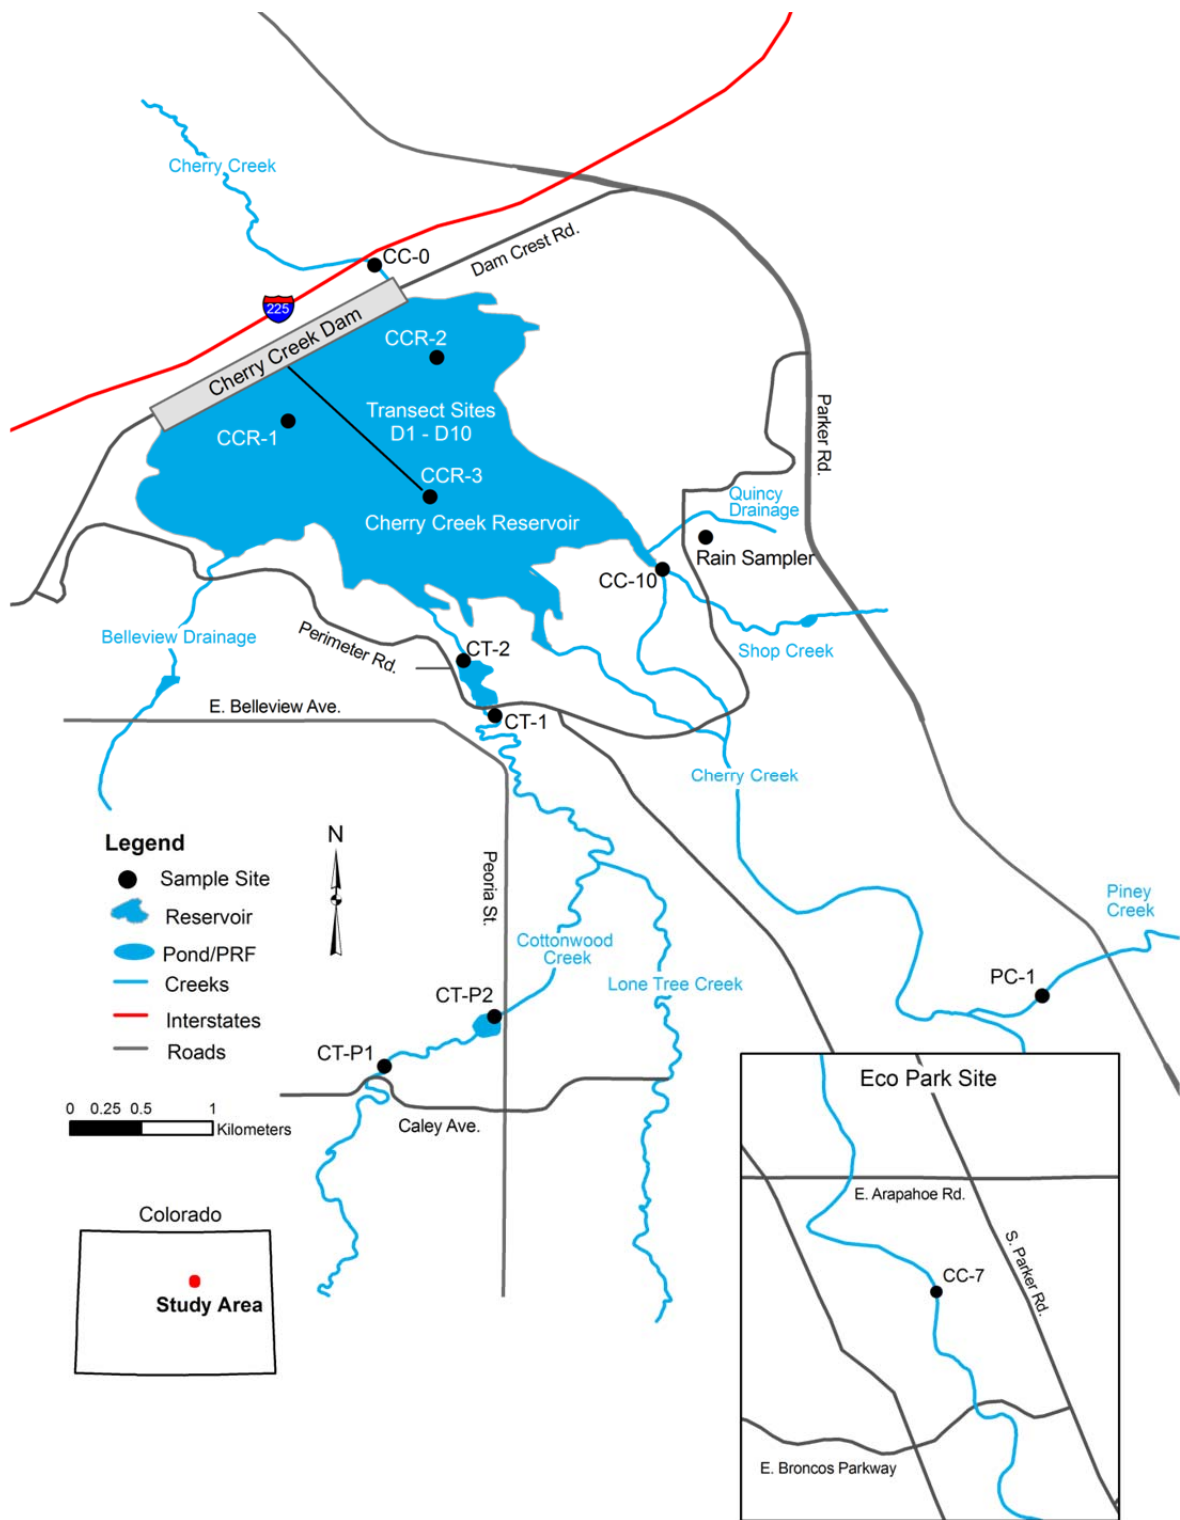 Cherry Creek
CC-0
Dam Crest Rd.
225
Cherry Creek Dam
CCR-2
CCR-1
Transect Sites
D1 - D10
CCR-3
Cherry Creek Reservoir
Parker Rd.
Quincy
Drainage
Rain Sampler
CC-10
Shop Creek
Belleview Drainage
Perimeter Rd.
CT-2
E. Belleview Ave.
CT-1
Cherry Creek
Legend
Sample Site
Reservoir
Pond/PRF
Creeks
Interstates
Roads
N
Peoria St.
Piney
Creek
Cottonwood
Creek
Lone Tree Creek
PC-1
CT-P2
CT-P1
0 0.25 0.5 1
Kilometers
Caley Ave.
Eco Park Site
E. Arapahoe Rd.
S. Parker Rd.
CC-7
E. Broncos Parkway
Colorado
Study Area